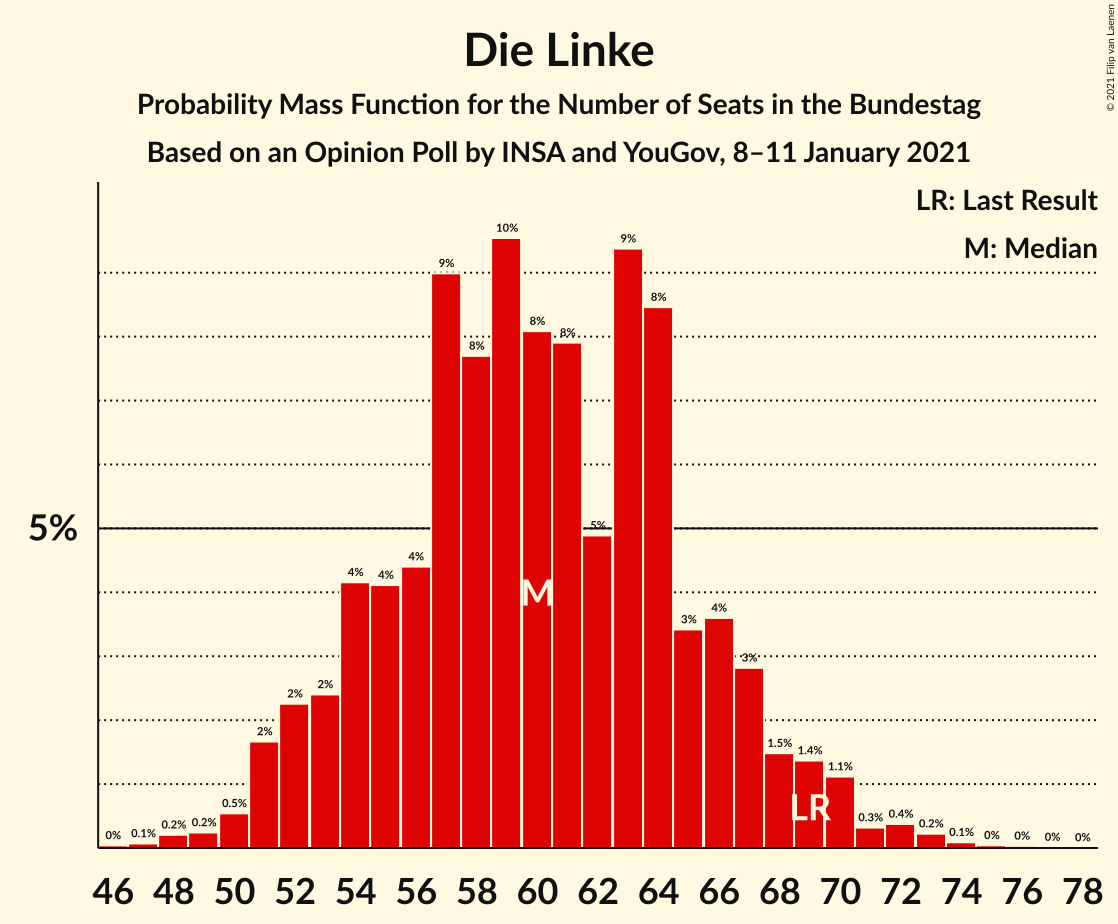 Die Linke
Probability Mass Function for the Number of Seats in the Bundestag
Based on an Opinion Poll by INSA and YouGov, 8–11 January 2021
© 2021 Filip van Laenen
LR: Last Result
M: Median
5%
0% 0.1% 0.2% 0.2% 0.5% 2% 2% 2% 4% 4% 4% 9% 8% 10% 8% 8% 5% 9% 8% 3% 4% 3% 1.5% 1.4% 1.1% 0.3% 0.4% 0.2% 0.1% 0% 0% 0% 0%
M
LR
46 48 50 52 54 56 58 60 62 64 66 68 70 72 74 76 78